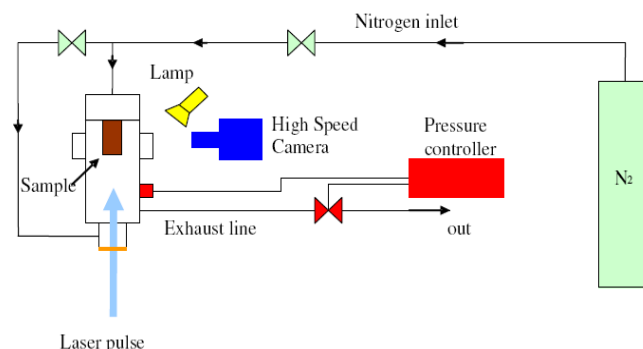 Nitrogen inlet
Lamp
High Speed
Camera
Pressure
controller
N₂
Sample
Exhaust line
out
Laser pulse